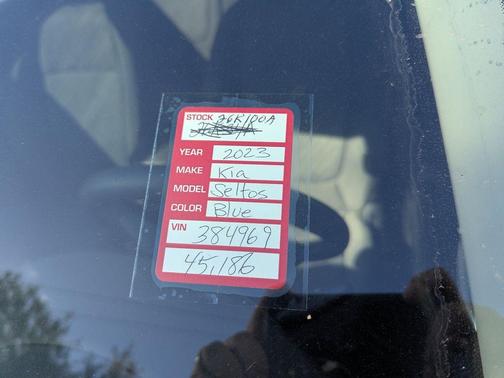 STOCK 26K100A
YEAR 2023
MAKE Kia
MODEL Seltos
COLOR Blue
VIN 384969
45,186